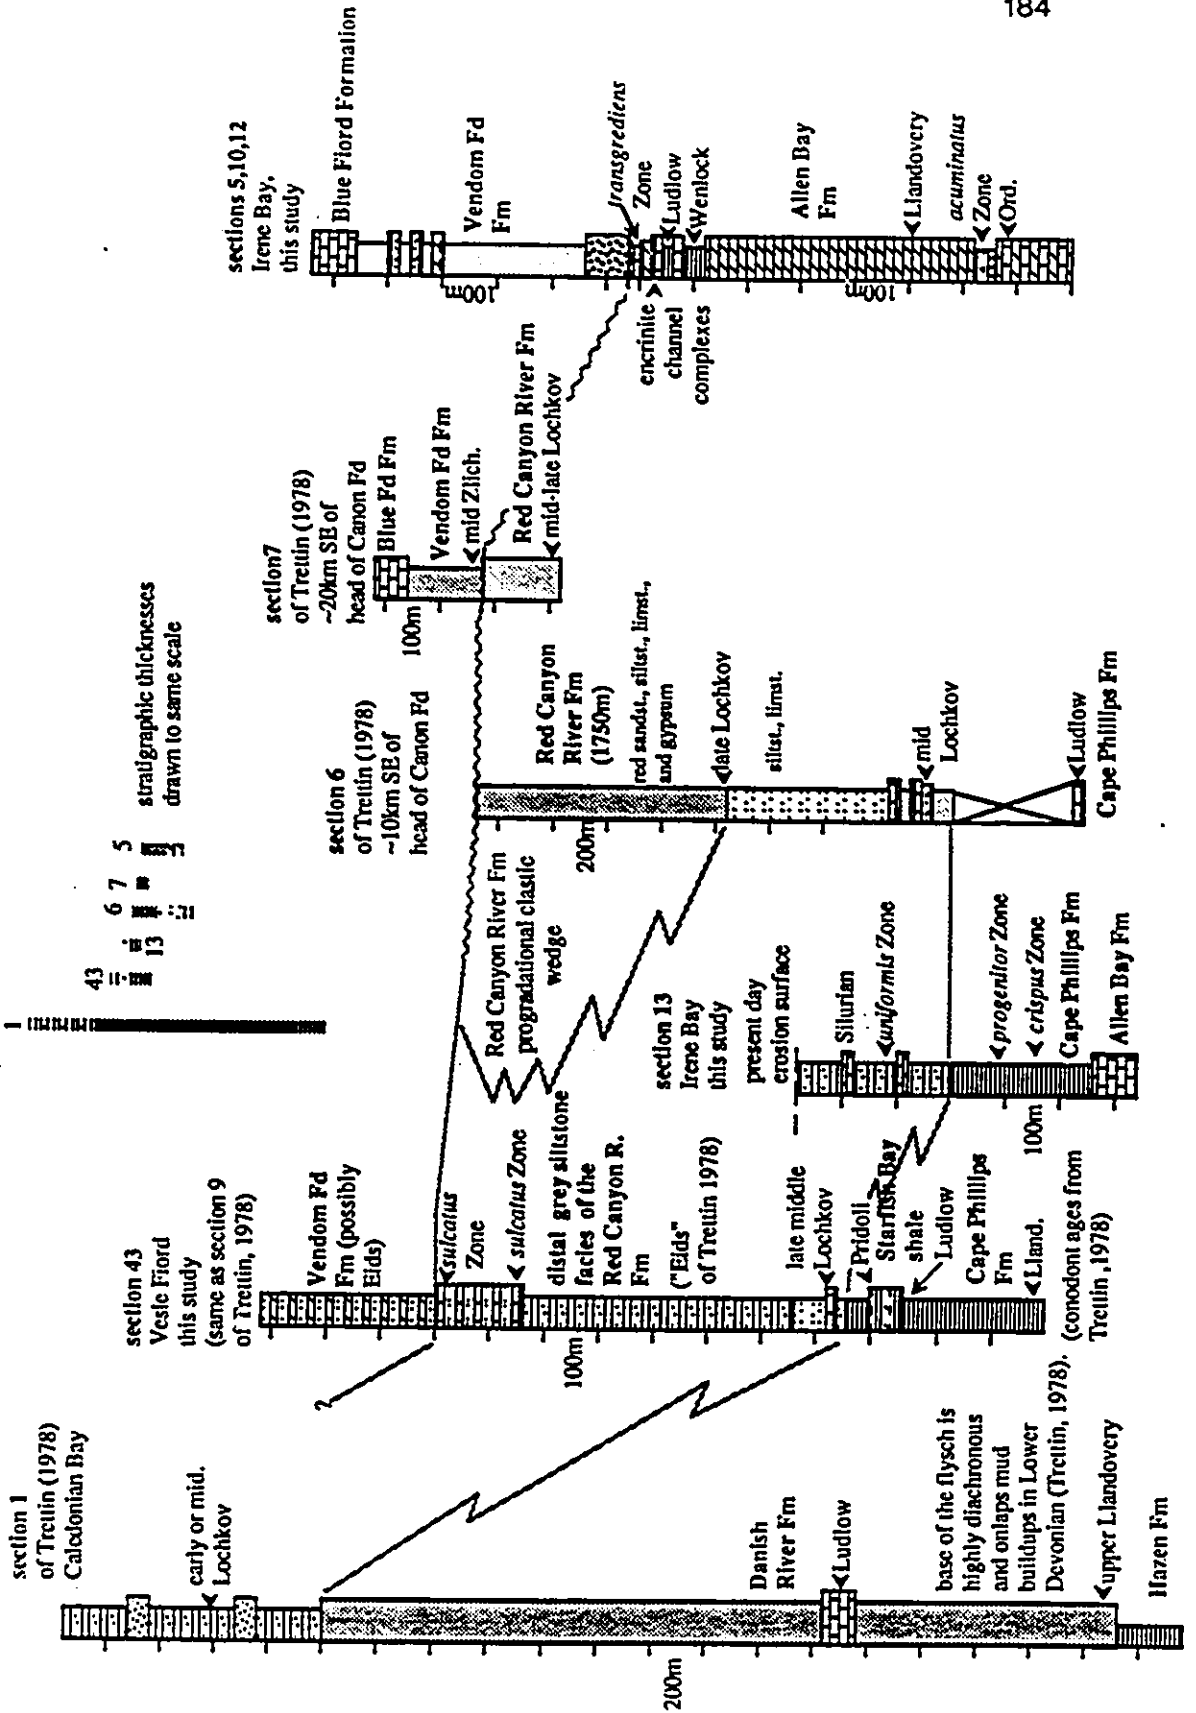 184
1
43
6
7
5
13
stratigraphic thicknesses
drawn to same scale
section 1
of Trettin (1978)
Caledonian Bay
early or mid.
Lochkov
Danish
River Fm
Ludlow
base of the flysch is
highly diachronous
and onlaps mud
buildups in Lower
Devonian (Trettin, 1978).
upper Llandovery
Hazen Fm
200m
section 43
Vesle Fiord
this study
(same as section 9
of Trettin, 1978)
Vendom Fd
Fm (possibly
Eids)
?
sulcatus
Zone
sulcatus Zone
distal grey siltstone
facies of the
Red Canyon R.
Fm
("Eids"
of Trettin 1978)
100m
late middle
Lochkov
Pridoli
Starfish Bay
shale
Ludlow
Cape Phillips
Fm
Lland.
(conodont ages from
Trettin, 1978)
Red Canyon River Fm
progradational clastic
wedge
section 13
Irene Bay
this study
present day
erosion surface
Silurian
uniformis Zone
progenitor Zone
crispus Zone
Cape Phillips Fm
Allen Bay Fm
100m
section 6
of Trettin (1978)
~10km SE of
head of Canon Fd
Red Canyon
River Fm
(1750m)
red sandst., siltst., limst.,
and gypsum
200m
late Lochkov
siltst., limst.
mid
Lochkov
Ludlow
Cape Phillips Fm
section7
of Trettin (1978)
~20km SE of
head of Canon Fd
Blue Fd Fm
100m
Vendom Fd Fm
mid Zlich.
Red Canyon River Fm
mid-late Lochkov
sections 5,10,12
Irene Bay,
this study
Blue Fiord Formation
Vendom Fd
Fm
100m
transgrediens
Zone
Ludlow
Wenlock
encrinite
channel
complexes
Allen Bay
Fm
100m
Llandovery
acuminatus
Zone
Ord.